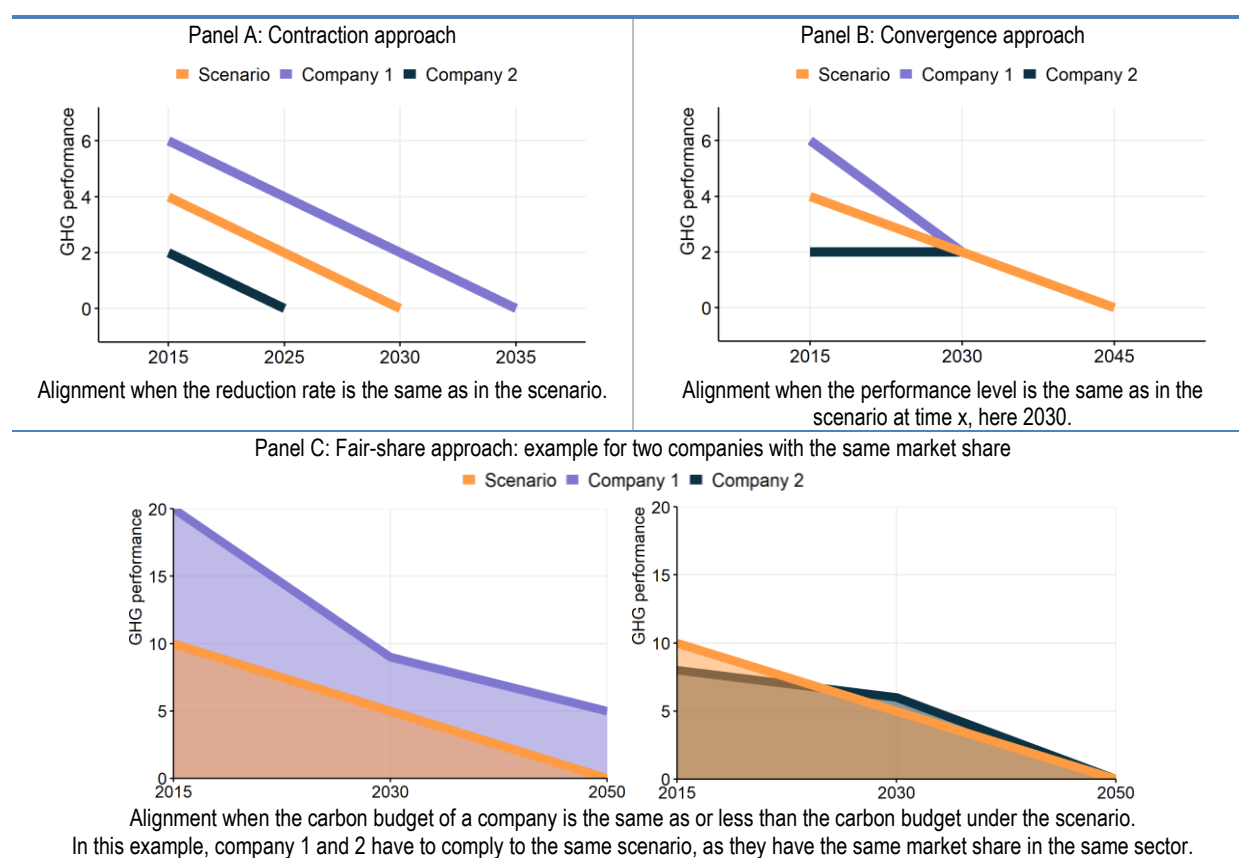 Panel A: Contraction approach
Scenario Company 1 Company 2
GHG performance
6
4
2
0
2015 2025 2030 2035
Alignment when the reduction rate is the same as in the scenario.
Panel B: Convergence approach
Scenario Company 1 Company 2
GHG performance
6
4
2
0
2015 2030 2045
Alignment when the performance level is the same as in the
scenario at time x, here 2030.
Panel C: Fair-share approach: example for two companies with the same market share
Scenario Company 1 Company 2
GHG performance
20
15
10
5
0
2015 2030 2050
GHG performance
20
15
10
5
0
2015 2030 2050
Alignment when the carbon budget of a company is the same as or less than the carbon budget under the scenario.
In this example, company 1 and 2 have to comply to the same scenario, as they have the same market share in the same sector.